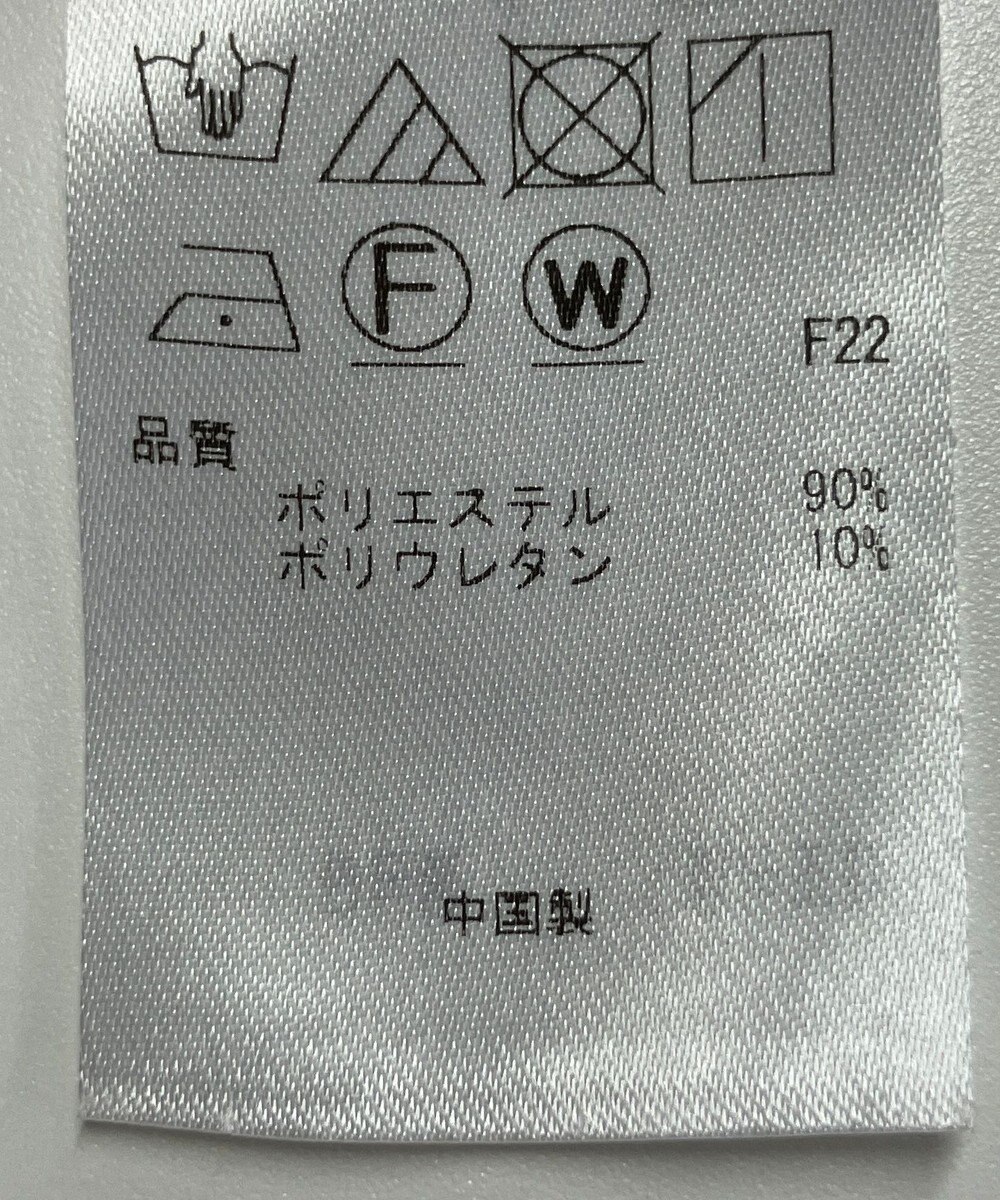 F W
F22
品質
ポリエステル 90%
ポリウレタン 10%
中国製